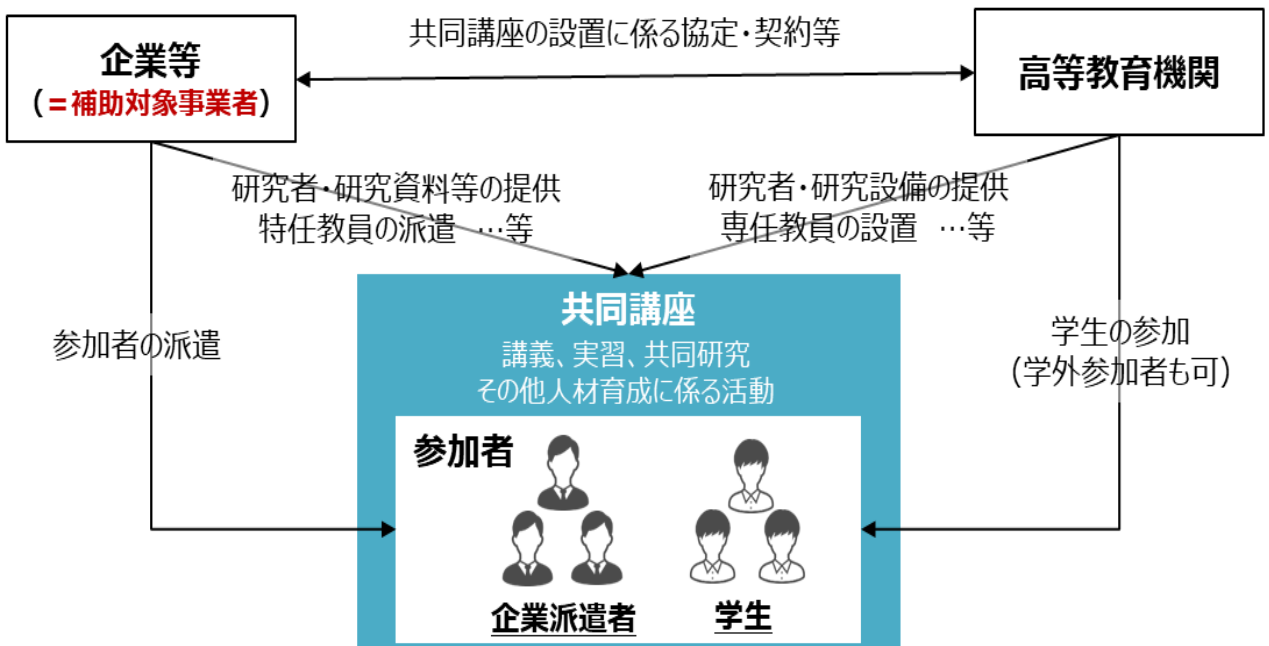 共同講座の設置に係る協定・契約等
企業等
(=補助対象事業者)
高等教育機関
研究者・研究資料等の提供
特任教員の派遣 …等
研究者・研究設備の提供
専任教員の設置 …等
参加者の派遣
学生の参加
(学外参加者も可)
共同講座
講義、実習、共同研究
その他人材育成に係る活動
参加者
企業派遣者
学生